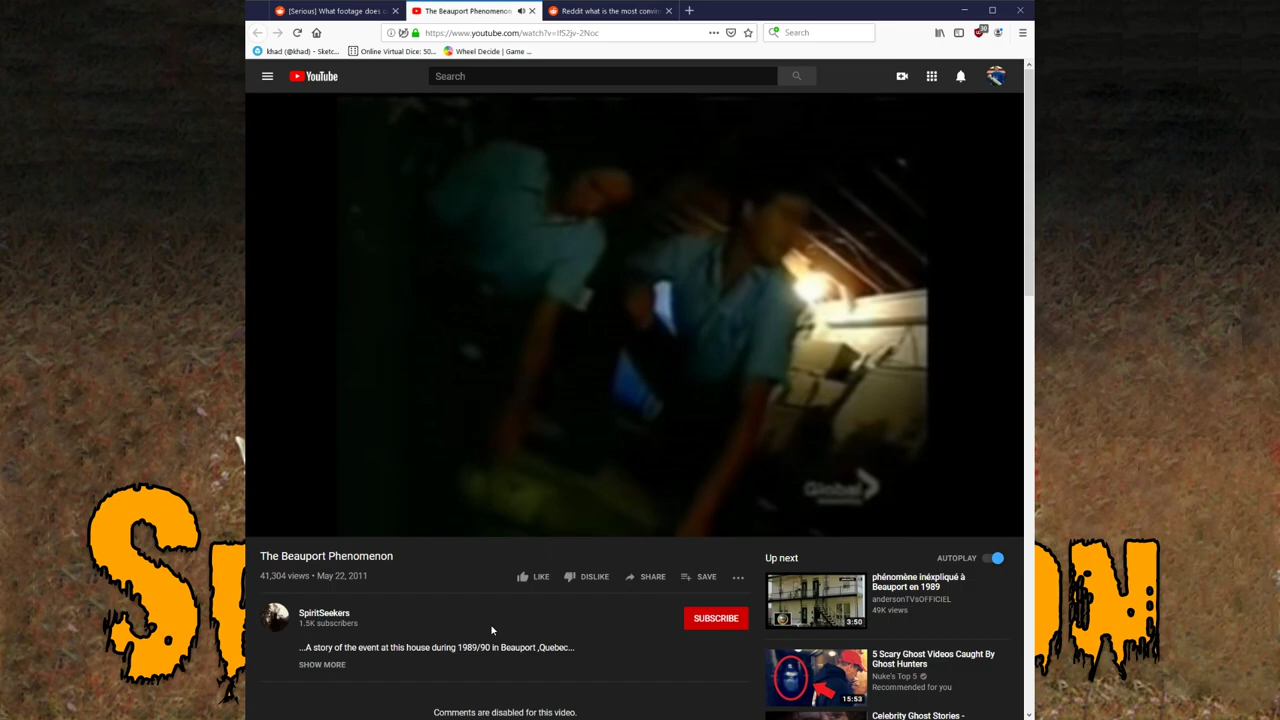 [Serious] What footage does c
The Beauport Phenomenon
Reddit what is the most convin
https://www.youtube.com/watch?v=IfS2jv-2Noc
Search
30
khad (@khad) - Sketc...
Online Virtual Dice: 50...
Wheel Decide | Game ...
YouTube
Search
Global
The Beauport Phenomenon
41,304 views • May 22, 2011
LIKE
DISLIKE
SHARE
SAVE
SpiritSeekers
1.5K subscribers
SUBSCRIBE
...A story of the event at this house during 1989/90 in Beauport ,Quebec...
SHOW MORE
Comments are disabled for this video.
Up next
AUTOPLAY
phénomène inéxpliqué à
Beauport en 1989
andersonTVsOFFICIEL
49K views
3:50
5 Scary Ghost Videos Caught By
Ghost Hunters
Nuke's Top 5
Recommended for you
15:53
Celebrity Ghost Stories -